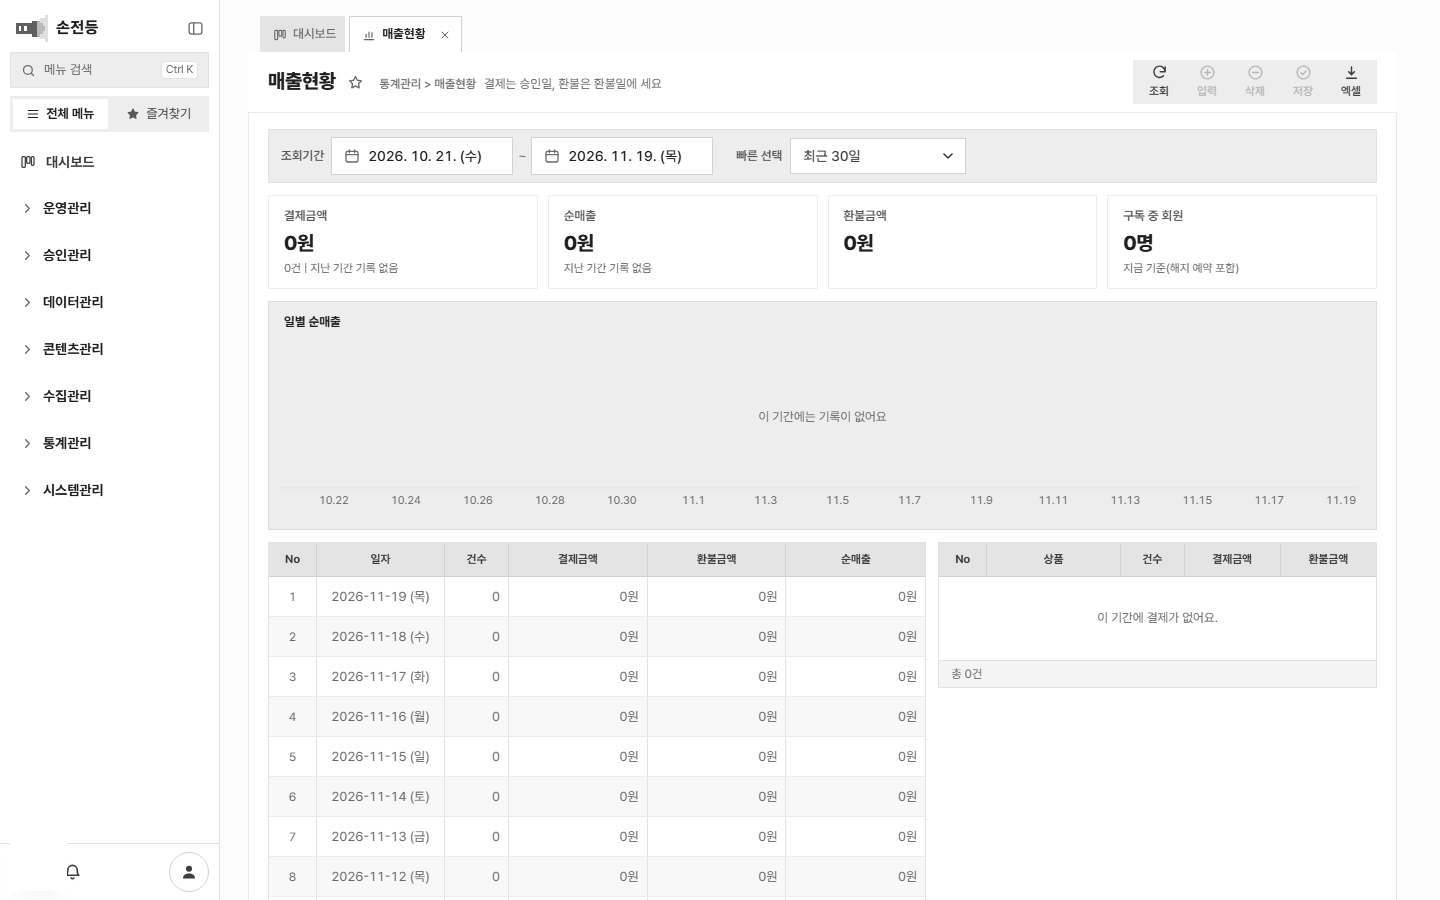 손전등
메뉴 검색 Ctrl K
전체 메뉴 즐겨찾기
대시보드
운영관리
승인관리
데이터관리
콘텐츠관리
수집관리
통계관리
시스템관리
대시보드 매출현황
매출현황 통계관리 > 매출현황 결제는 승인일, 환불은 환불일에 세요
조회 입력 삭제 저장 엑셀
조회기간 2026. 10. 21. (수) ~ 2026. 11. 19. (목) 빠른 선택 최근 30일
결제금액
0원
0건 | 지난 기간 기록 없음
순매출
0원
지난 기간 기록 없음
환불금액
0원
구독 중 회원
0명
지금 기준(해지 예약 포함)
일별 순매출
이 기간에는 기록이 없어요
10.22 10.24 10.26 10.28 10.30 11.1 11.3 11.5 11.7 11.9 11.11 11.13 11.15 11.17 11.19
No 일자 건수 결제금액 환불금액 순매출
1 2026-11-19 (목) 0 0원 0원 0원
2 2026-11-18 (수) 0 0원 0원 0원
3 2026-11-17 (화) 0 0원 0원 0원
4 2026-11-16 (월) 0 0원 0원 0원
5 2026-11-15 (일) 0 0원 0원 0원
6 2026-11-14 (토) 0 0원 0원 0원
7 2026-11-13 (금) 0 0원 0원 0원
8 2026-11-12 (목) 0 0원 0원 0원
No 상품 건수 결제금액 환불금액
이 기간에 결제가 없어요.
총 0건